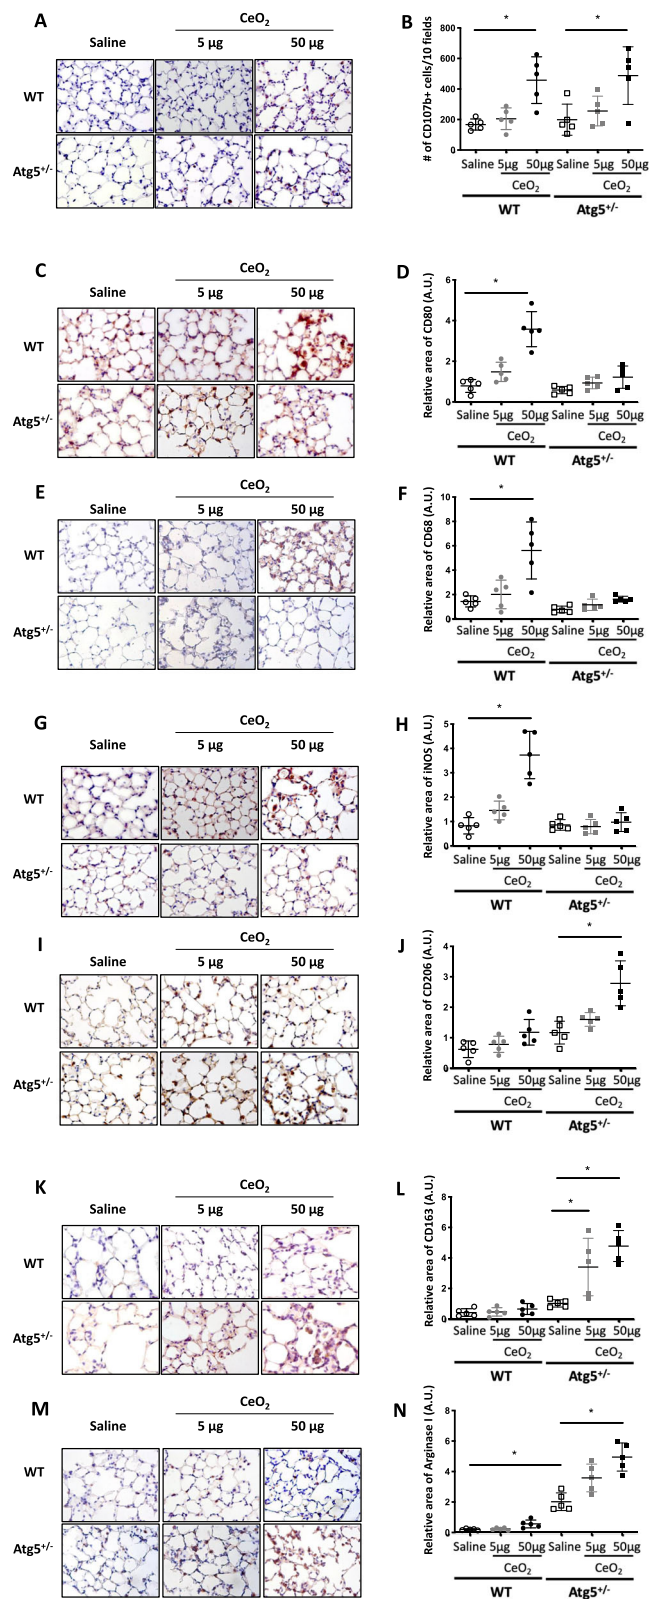 A
CeO2
Saline 5 µg 50 µg
WT
Atg5+/-
B
# of CD107b+ cells/10 fields
800
600
400
200
0
* *
Saline 5µg 50µg Saline 5µg 50µg
CeO2 CeO2
WT Atg5+/-
C
CeO2
Saline 5 µg 50 µg
WT
Atg5+/-
D
Relative area of CD80 (A.U.)
6
4
2
0
*
Saline 5µg 50µg Saline 5µg 50µg
CeO2 CeO2
WT Atg5+/-
E
CeO2
Saline 5 µg 50 µg
WT
Atg5+/-
F
Relative area of CD68 (A.U.)
10
8
6
4
2
0
*
Saline 5µg 50µg Saline 5µg 50µg
CeO2 CeO2
WT Atg5+/-
G
CeO2
Saline 5 µg 50 µg
WT
Atg5+/-
H
Relative area of iNOS (A.U.)
5
4
3
2
1
0
*
Saline 5µg 50µg Saline 5µg 50µg
CeO2 CeO2
WT Atg5+/-
I
CeO2
Saline 5 µg 50 µg
WT
Atg5+/-
J
Relative area of CD206 (A.U.)
4
3
2
1
0
*
Saline 5µg 50µg Saline 5µg 50µg
CeO2 CeO2
WT Atg5+/-
K
CeO2
Saline 5 µg 50 µg
WT
Atg5+/-
L
Relative area of CD163 (A.U.)
8
6
4
2
0
*
*
Saline 5µg 50µg Saline 5µg 50µg
CeO2 CeO2
WT Atg5+/-
M
CeO2
Saline 5 µg 50 µg
WT
Atg5+/-
N
Relative area of Arginase I (A.U.)
8
6
4
2
0
*
*
Saline 5µg 50µg Saline 5µg 50µg
CeO2 CeO2
WT Atg5+/-